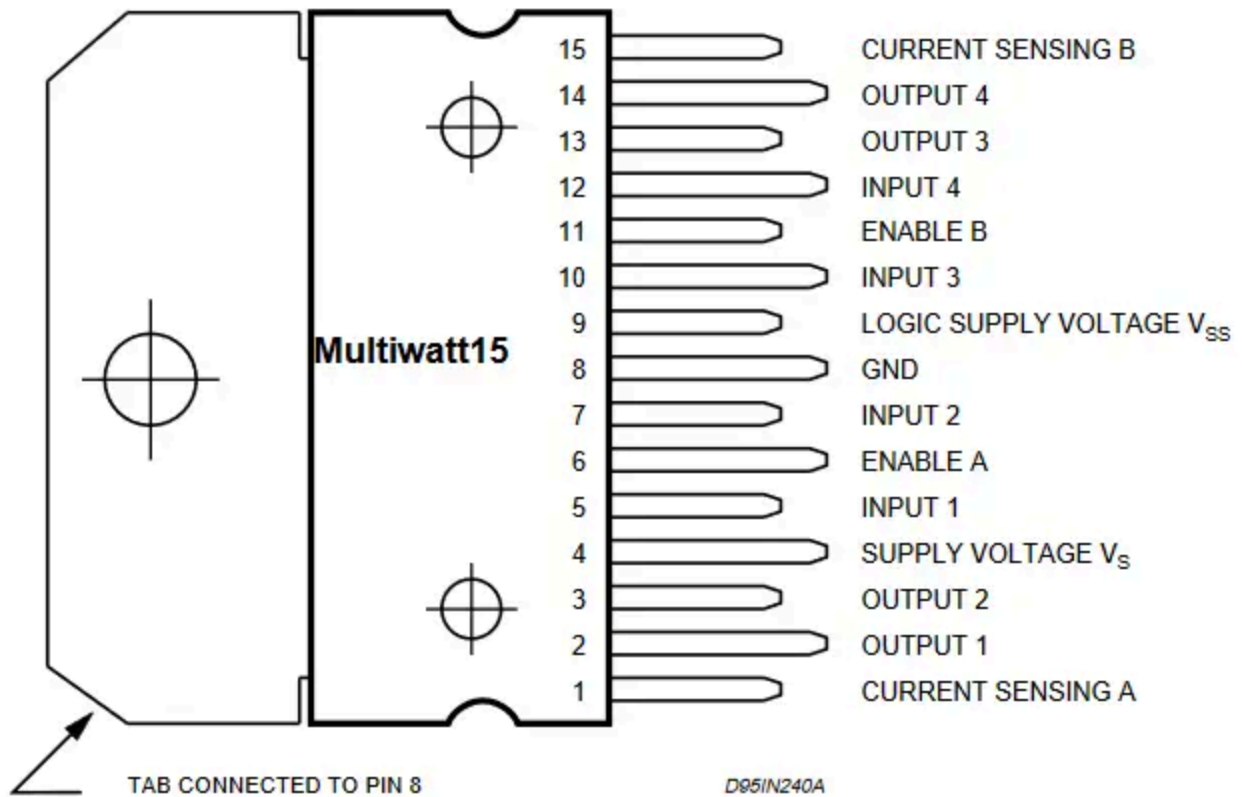 15 CURRENT SENSING B
14 OUTPUT 4
13 OUTPUT 3
12 INPUT 4
11 ENABLE B
10 INPUT 3
9 LOGIC SUPPLY VOLTAGE VSS
Multiwatt15
8 GND
7 INPUT 2
6 ENABLE A
5 INPUT 1
4 SUPPLY VOLTAGE VS
3 OUTPUT 2
2 OUTPUT 1
1 CURRENT SENSING A
TAB CONNECTED TO PIN 8
D95IN240A